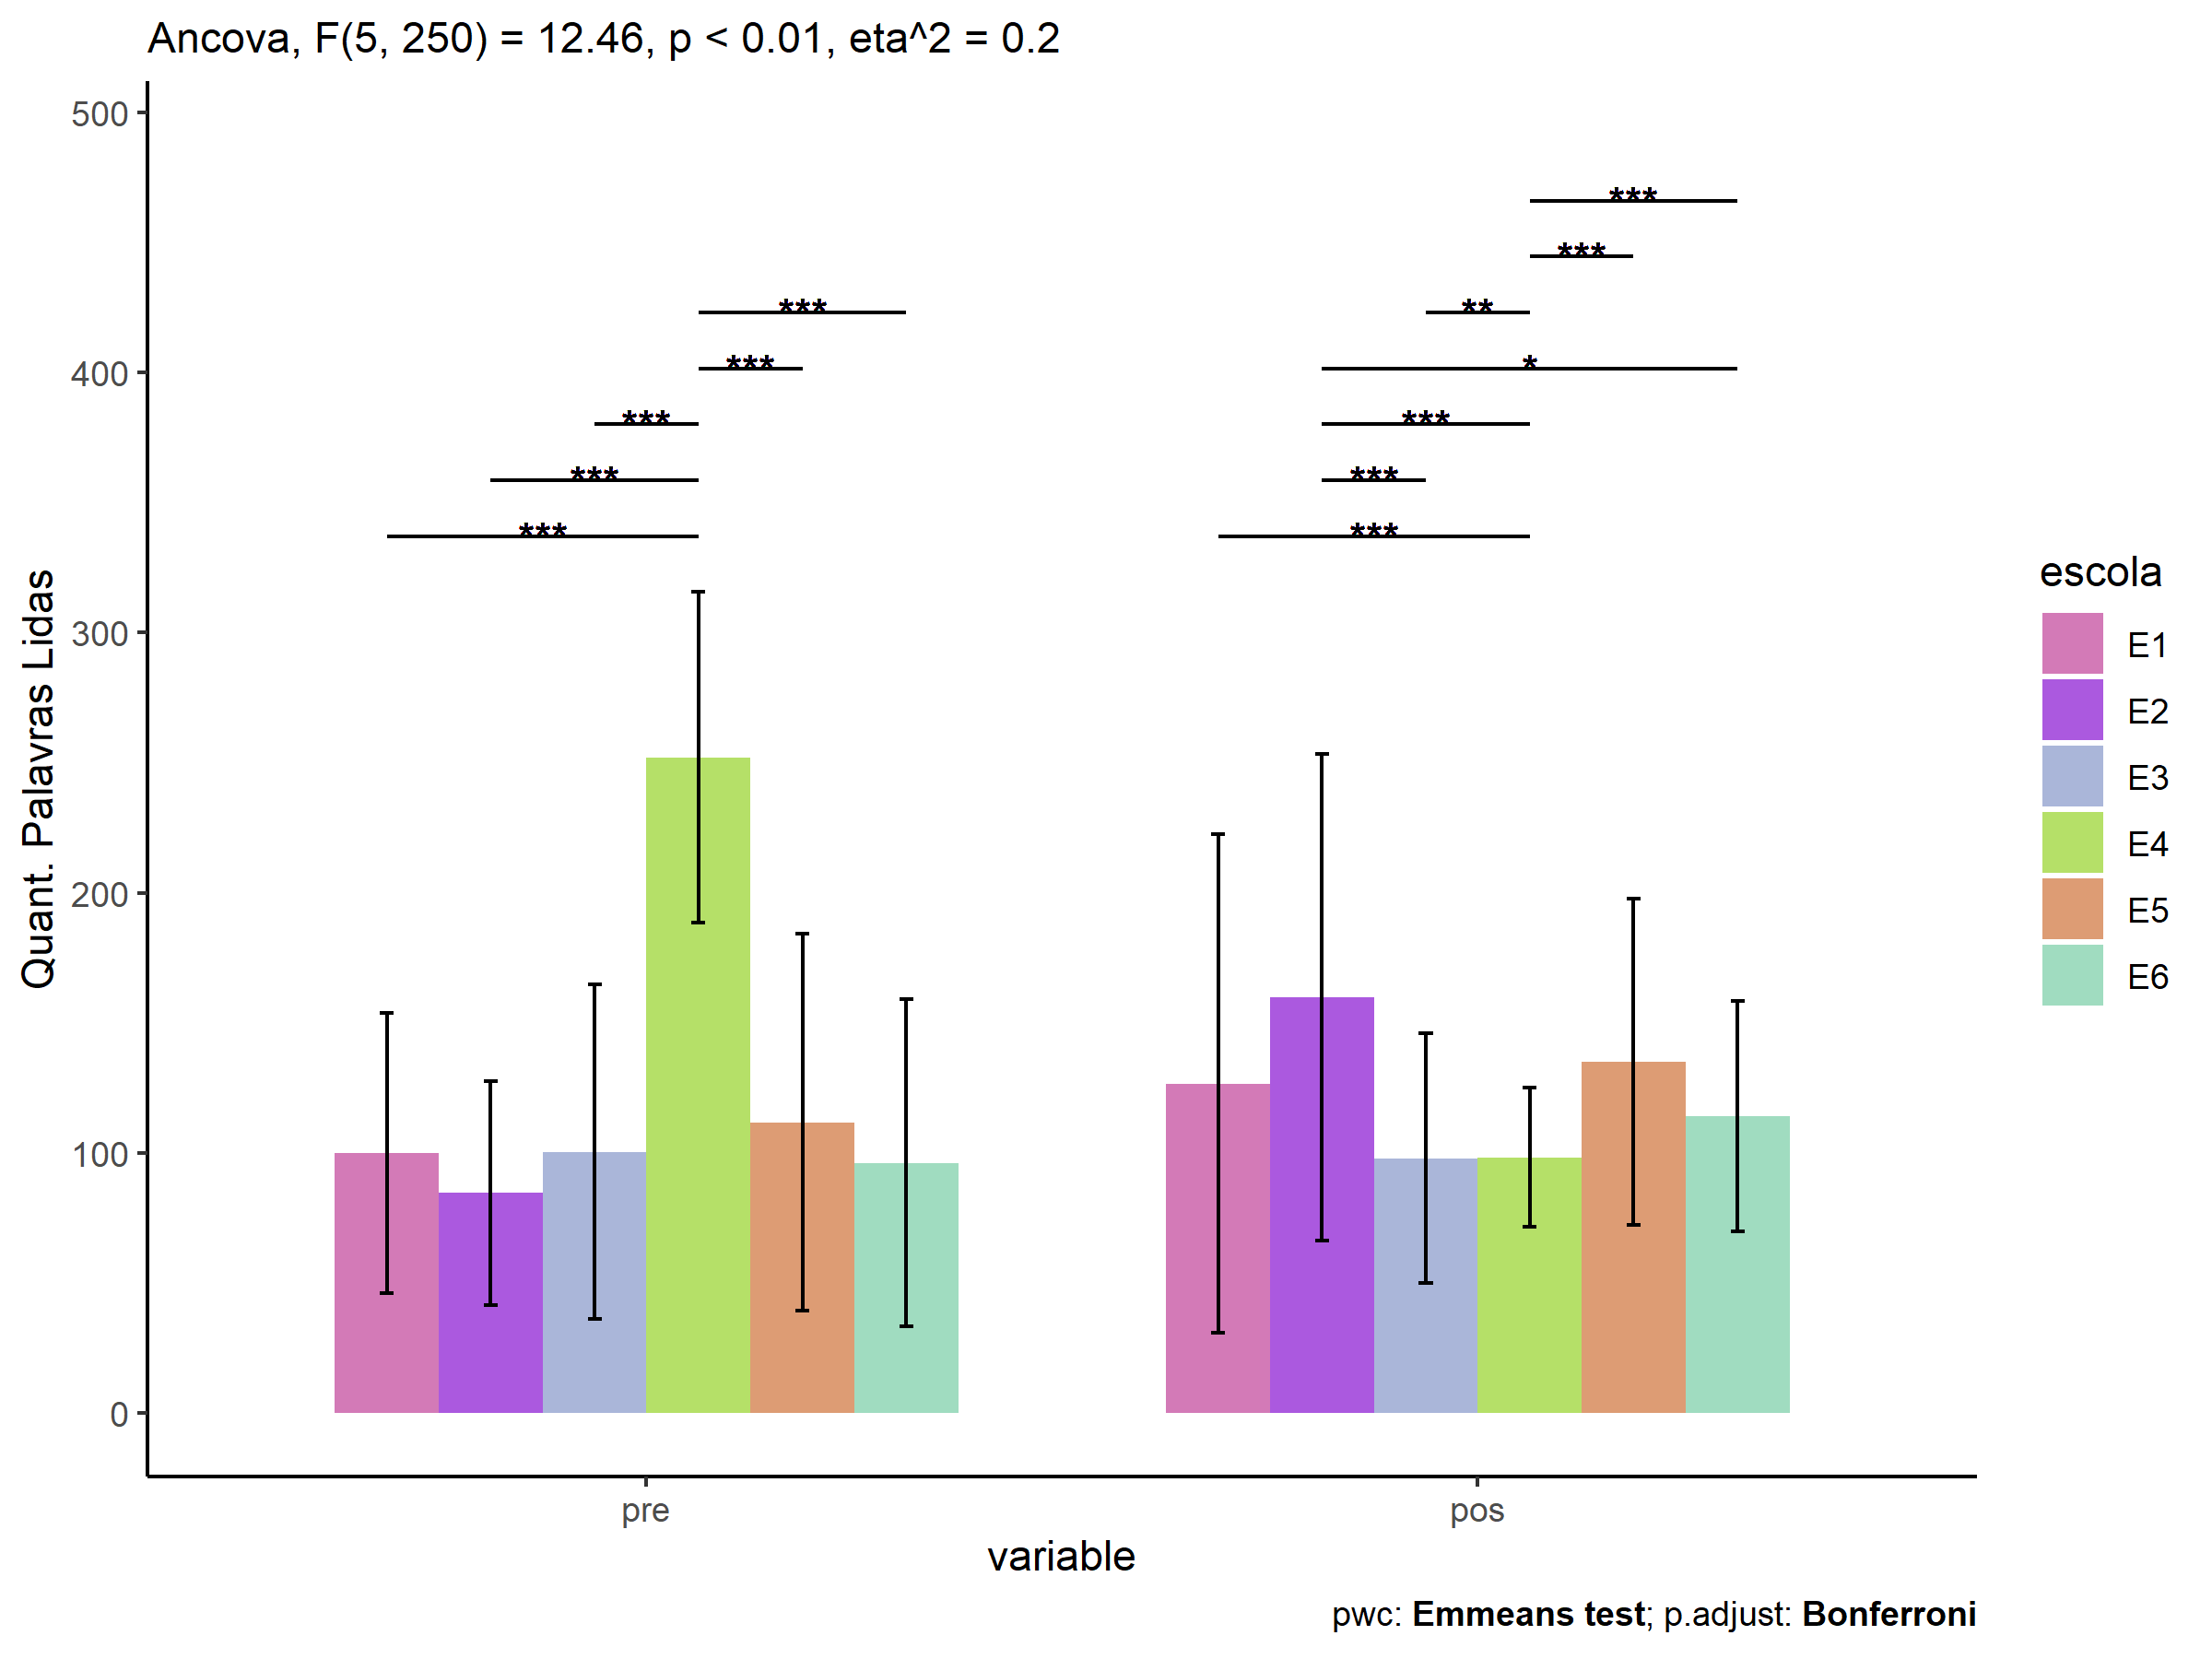 Ancova, F(5, 250) = 12.46, p < 0.01, eta^2 = 0.2
500
400
300
200
100
0
Quant. Palavras Lidas
***
***
***
***
***
***
***
**
*
***
***
***
pre
pos
variable
escola
E1
E2
E3
E4
E5
E6
pwc: Emmeans test; p.adjust: Bonferroni